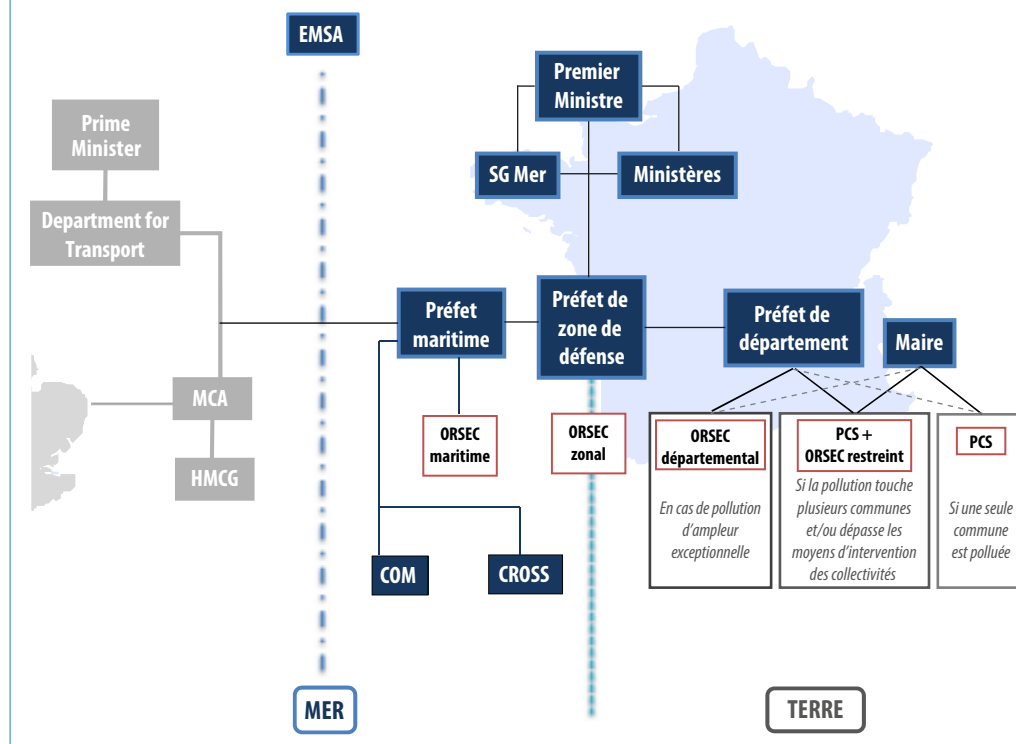 EMSA
Premier
Ministre
Prime
Minister
SG Mer
Ministères
Department for
Transport
Préfet
maritime
Préfet de
zone de
défense
Préfet de
département
Maire
MCA
HMCG
ORSEC
maritime
ORSEC
zonal
ORSEC
départemental
En cas de pollution
d’ampleur
exceptionnelle
PCS +
ORSEC restreint
Si la pollution touche
plusieurs communes
et/ou dépasse les
moyens d’intervention
des collectivités
PCS
Si une seule
commune
est polluée
COM
CROSS
MER
TERRE